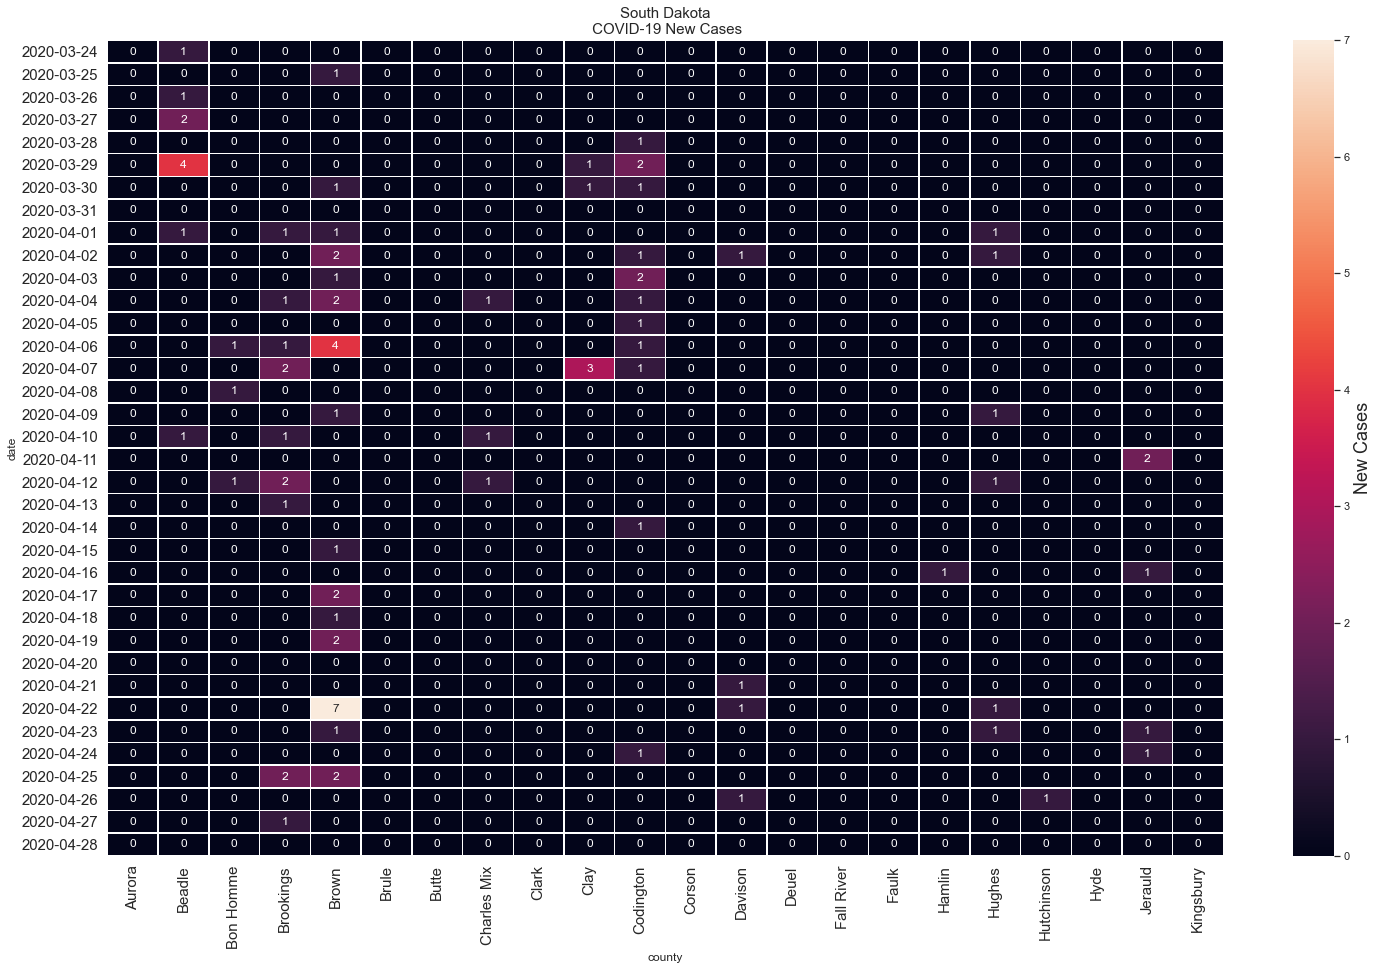 South Dakota
COVID-19 New Cases
2020-03-24 0 1 0 0 0 0 0 0 0 0 0 0 0 0 0 0 0 0 0 0 0 0
2020-03-25 0 0 0 0 1 0 0 0 0 0 0 0 0 0 0 0 0 0 0 0 0 0
2020-03-26 0 1 0 0 0 0 0 0 0 0 0 0 0 0 0 0 0 0 0 0 0 0
2020-03-27 0 2 0 0 0 0 0 0 0 0 0 0 0 0 0 0 0 0 0 0 0 0
2020-03-28 0 0 0 0 0 0 0 0 0 0 1 0 0 0 0 0 0 0 0 0 0 0
2020-03-29 0 4 0 0 0 0 0 0 0 1 2 0 0 0 0 0 0 0 0 0 0 0
2020-03-30 0 0 0 0 1 0 0 0 0 1 1 0 0 0 0 0 0 0 0 0 0 0
2020-03-31 0 0 0 0 0 0 0 0 0 0 0 0 0 0 0 0 0 0 0 0 0 0
2020-04-01 0 1 0 1 1 0 0 0 0 0 0 0 0 0 0 0 0 1 0 0 0 0
2020-04-02 0 0 0 0 2 0 0 0 0 0 1 0 1 0 0 0 0 1 0 0 0 0
2020-04-03 0 0 0 0 1 0 0 0 0 0 2 0 0 0 0 0 0 0 0 0 0 0
2020-04-04 0 0 0 1 2 0 0 1 0 0 1 0 0 0 0 0 0 0 0 0 0 0
2020-04-05 0 0 0 0 0 0 0 0 0 0 1 0 0 0 0 0 0 0 0 0 0 0
2020-04-06 0 0 1 1 4 0 0 0 0 0 1 0 0 0 0 0 0 0 0 0 0 0
2020-04-07 0 0 0 2 0 0 0 0 0 3 1 0 0 0 0 0 0 0 0 0 0 0
2020-04-08 0 0 1 0 0 0 0 0 0 0 0 0 0 0 0 0 0 0 0 0 0 0
2020-04-09 0 0 0 0 1 0 0 0 0 0 0 0 0 0 0 0 0 1 0 0 0 0
2020-04-10 0 1 0 1 0 0 0 1 0 0 0 0 0 0 0 0 0 0 0 0 0 0
2020-04-11 0 0 0 0 0 0 0 0 0 0 0 0 0 0 0 0 0 0 0 0 2 0
2020-04-12 0 0 1 2 0 0 0 1 0 0 0 0 0 0 0 0 0 1 0 0 0 0
2020-04-13 0 0 0 1 0 0 0 0 0 0 0 0 0 0 0 0 0 0 0 0 0 0
2020-04-14 0 0 0 0 0 0 0 0 0 0 1 0 0 0 0 0 0 0 0 0 0 0
2020-04-15 0 0 0 0 1 0 0 0 0 0 0 0 0 0 0 0 0 0 0 0 0 0
2020-04-16 0 0 0 0 0 0 0 0 0 0 0 0 0 0 0 0 1 0 0 0 1 0
2020-04-17 0 0 0 0 2 0 0 0 0 0 0 0 0 0 0 0 0 0 0 0 0 0
2020-04-18 0 0 0 0 1 0 0 0 0 0 0 0 0 0 0 0 0 0 0 0 0 0
2020-04-19 0 0 0 0 2 0 0 0 0 0 0 0 0 0 0 0 0 0 0 0 0 0
2020-04-20 0 0 0 0 0 0 0 0 0 0 0 0 0 0 0 0 0 0 0 0 0 0
2020-04-21 0 0 0 0 0 0 0 0 0 0 0 0 1 0 0 0 0 0 0 0 0 0
2020-04-22 0 0 0 0 7 0 0 0 0 0 0 0 1 0 0 0 0 1 0 0 0 0
2020-04-23 0 0 0 0 1 0 0 0 0 0 0 0 0 0 0 0 0 1 0 0 1 0
2020-04-24 0 0 0 0 0 0 0 0 0 0 1 0 0 0 0 0 0 0 0 0 1 0
2020-04-25 0 0 0 2 2 0 0 0 0 0 0 0 0 0 0 0 0 0 0 0 0 0
2020-04-26 0 0 0 0 0 0 0 0 0 0 0 0 1 0 0 0 0 0 1 0 0 0
2020-04-27 0 0 0 1 0 0 0 0 0 0 0 0 0 0 0 0 0 0 0 0 0 0
2020-04-28 0 0 0 0 0 0 0 0 0 0 0 0 0 0 0 0 0 0 0 0 0 0
date
Aurora
Beadle
Bon Homme
Brookings
Brown
Brule
Butte
Charles Mix
Clark
Clay
Codington
Corson
Davison
Deuel
Fall River
Faulk
Hamlin
Hughes
Hutchinson
Hyde
Jerauld
Kingsbury
county
7
6
5
4
3
2
1
0
New Cases